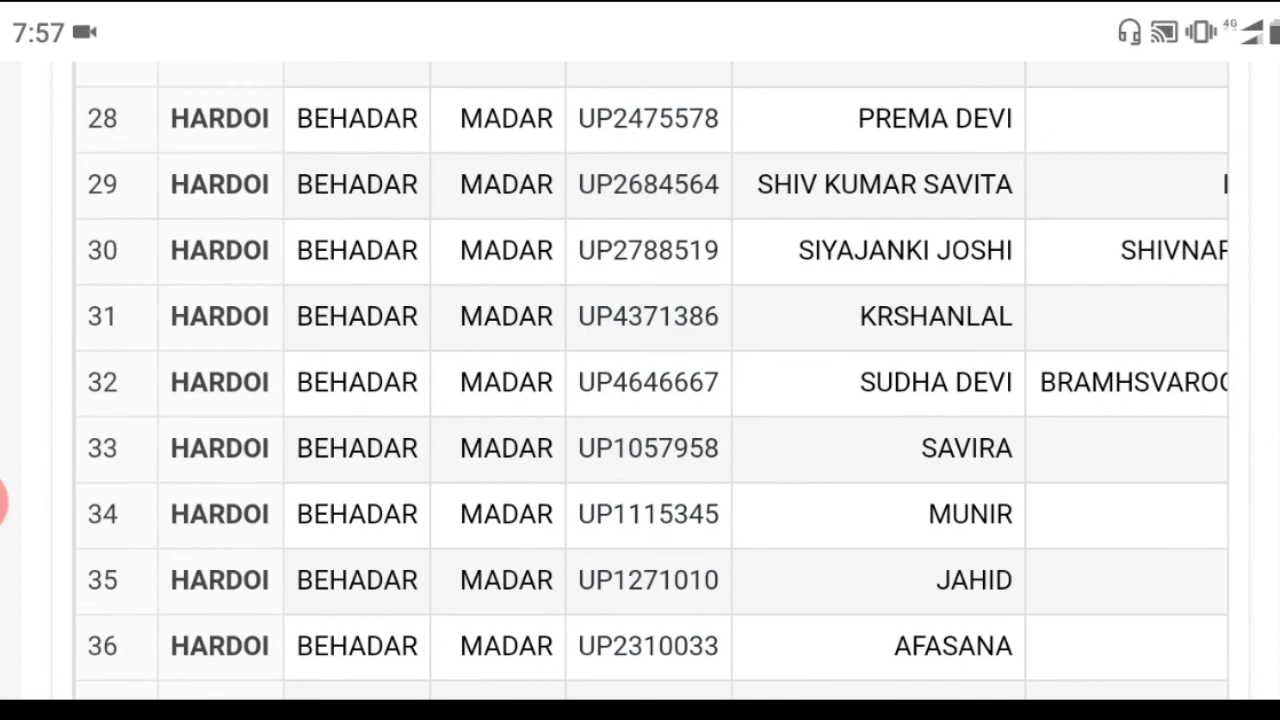 7:57 4G
28 HARDOI BEHADAR MADAR UP2475578 PREMA DEVI
29 HARDOI BEHADAR MADAR UP2684564 SHIV KUMAR SAVITA
30 HARDOI BEHADAR MADAR UP2788519 SIYAJANKI JOSHI SHIVNAR
31 HARDOI BEHADAR MADAR UP4371386 KRSHANLAL
32 HARDOI BEHADAR MADAR UP4646667 SUDHA DEVI BRAMHSVAROO
33 HARDOI BEHADAR MADAR UP1057958 SAVIRA
34 HARDOI BEHADAR MADAR UP1115345 MUNIR
35 HARDOI BEHADAR MADAR UP1271010 JAHID
36 HARDOI BEHADAR MADAR UP2310033 AFASANA